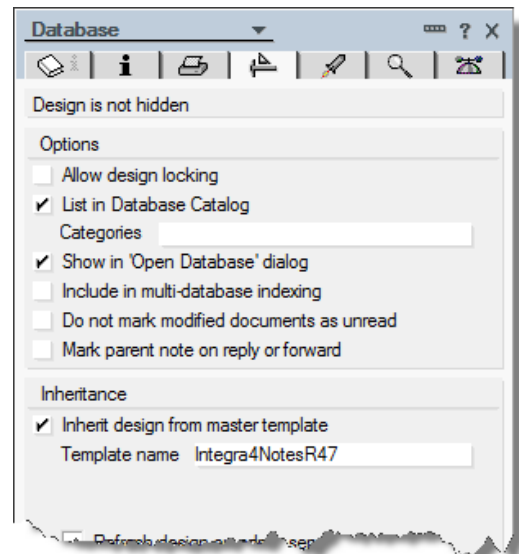 Database
? X
i i
Design is not hidden
Options
Allow design locking
List in Database Catalog
Categories
Show in 'Open Database' dialog
Include in multi-database indexing
Do not mark modified documents as unread
Mark parent note on reply or forward
Inheritance
Inherit design from master template
Template name Integra4NotesR47
Refresh design